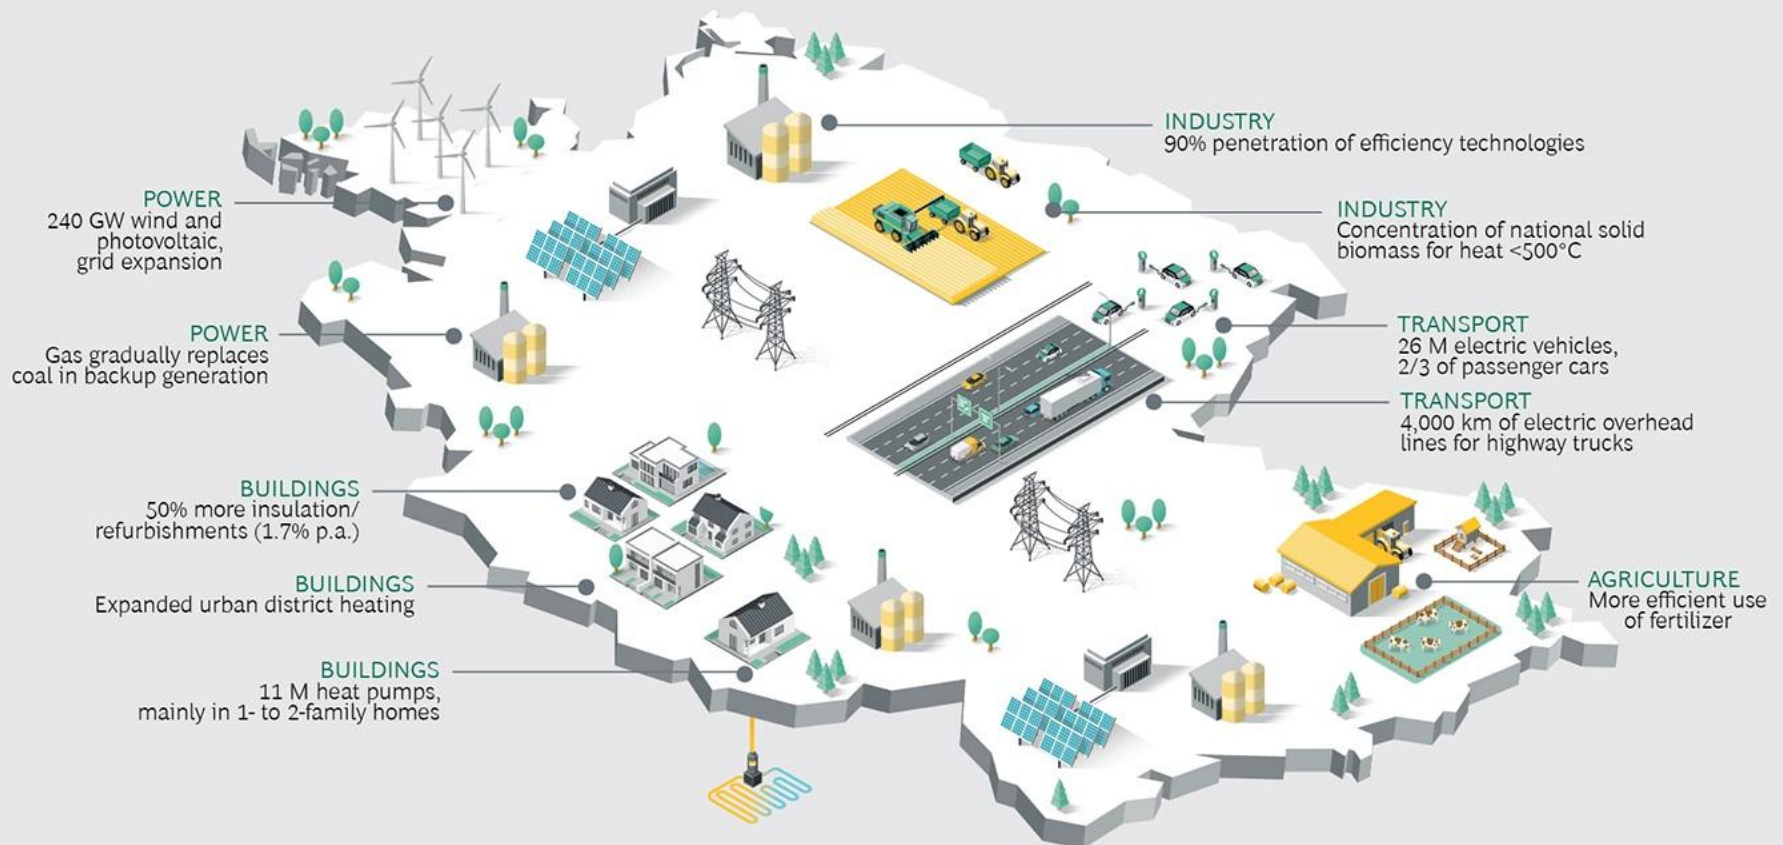 POWER
240 GW wind and
photovoltaic,
grid expansion
POWER
Gas gradually replaces
coal in backup generation
BUILDINGS
50% more insulation/
refurbishments (1.7% p.a.)
BUILDINGS
Expanded urban district heating
BUILDINGS
11 M heat pumps,
mainly in 1- to 2-family homes
INDUSTRY
90% penetration of efficiency technologies
INDUSTRY
Concentration of national solid
biomass for heat <500°C
TRANSPORT
26 M electric vehicles,
2/3 of passenger cars
TRANSPORT
4,000 km of electric overhead
lines for highway trucks
AGRICULTURE
More efficient use
of fertilizer